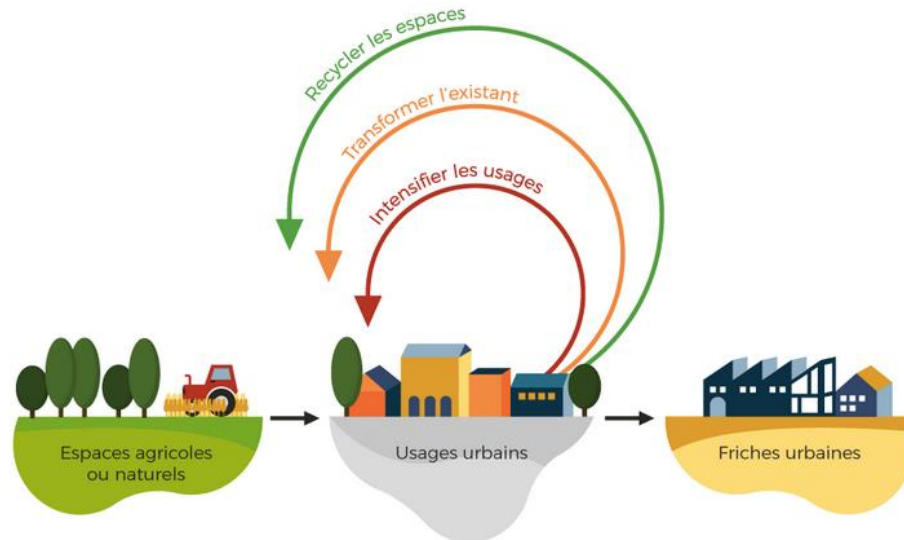 Recycler les espaces
Transformer l'existant
Intensifier les usages
Espaces agricoles
ou naturels
Usages urbains
Friches urbaines